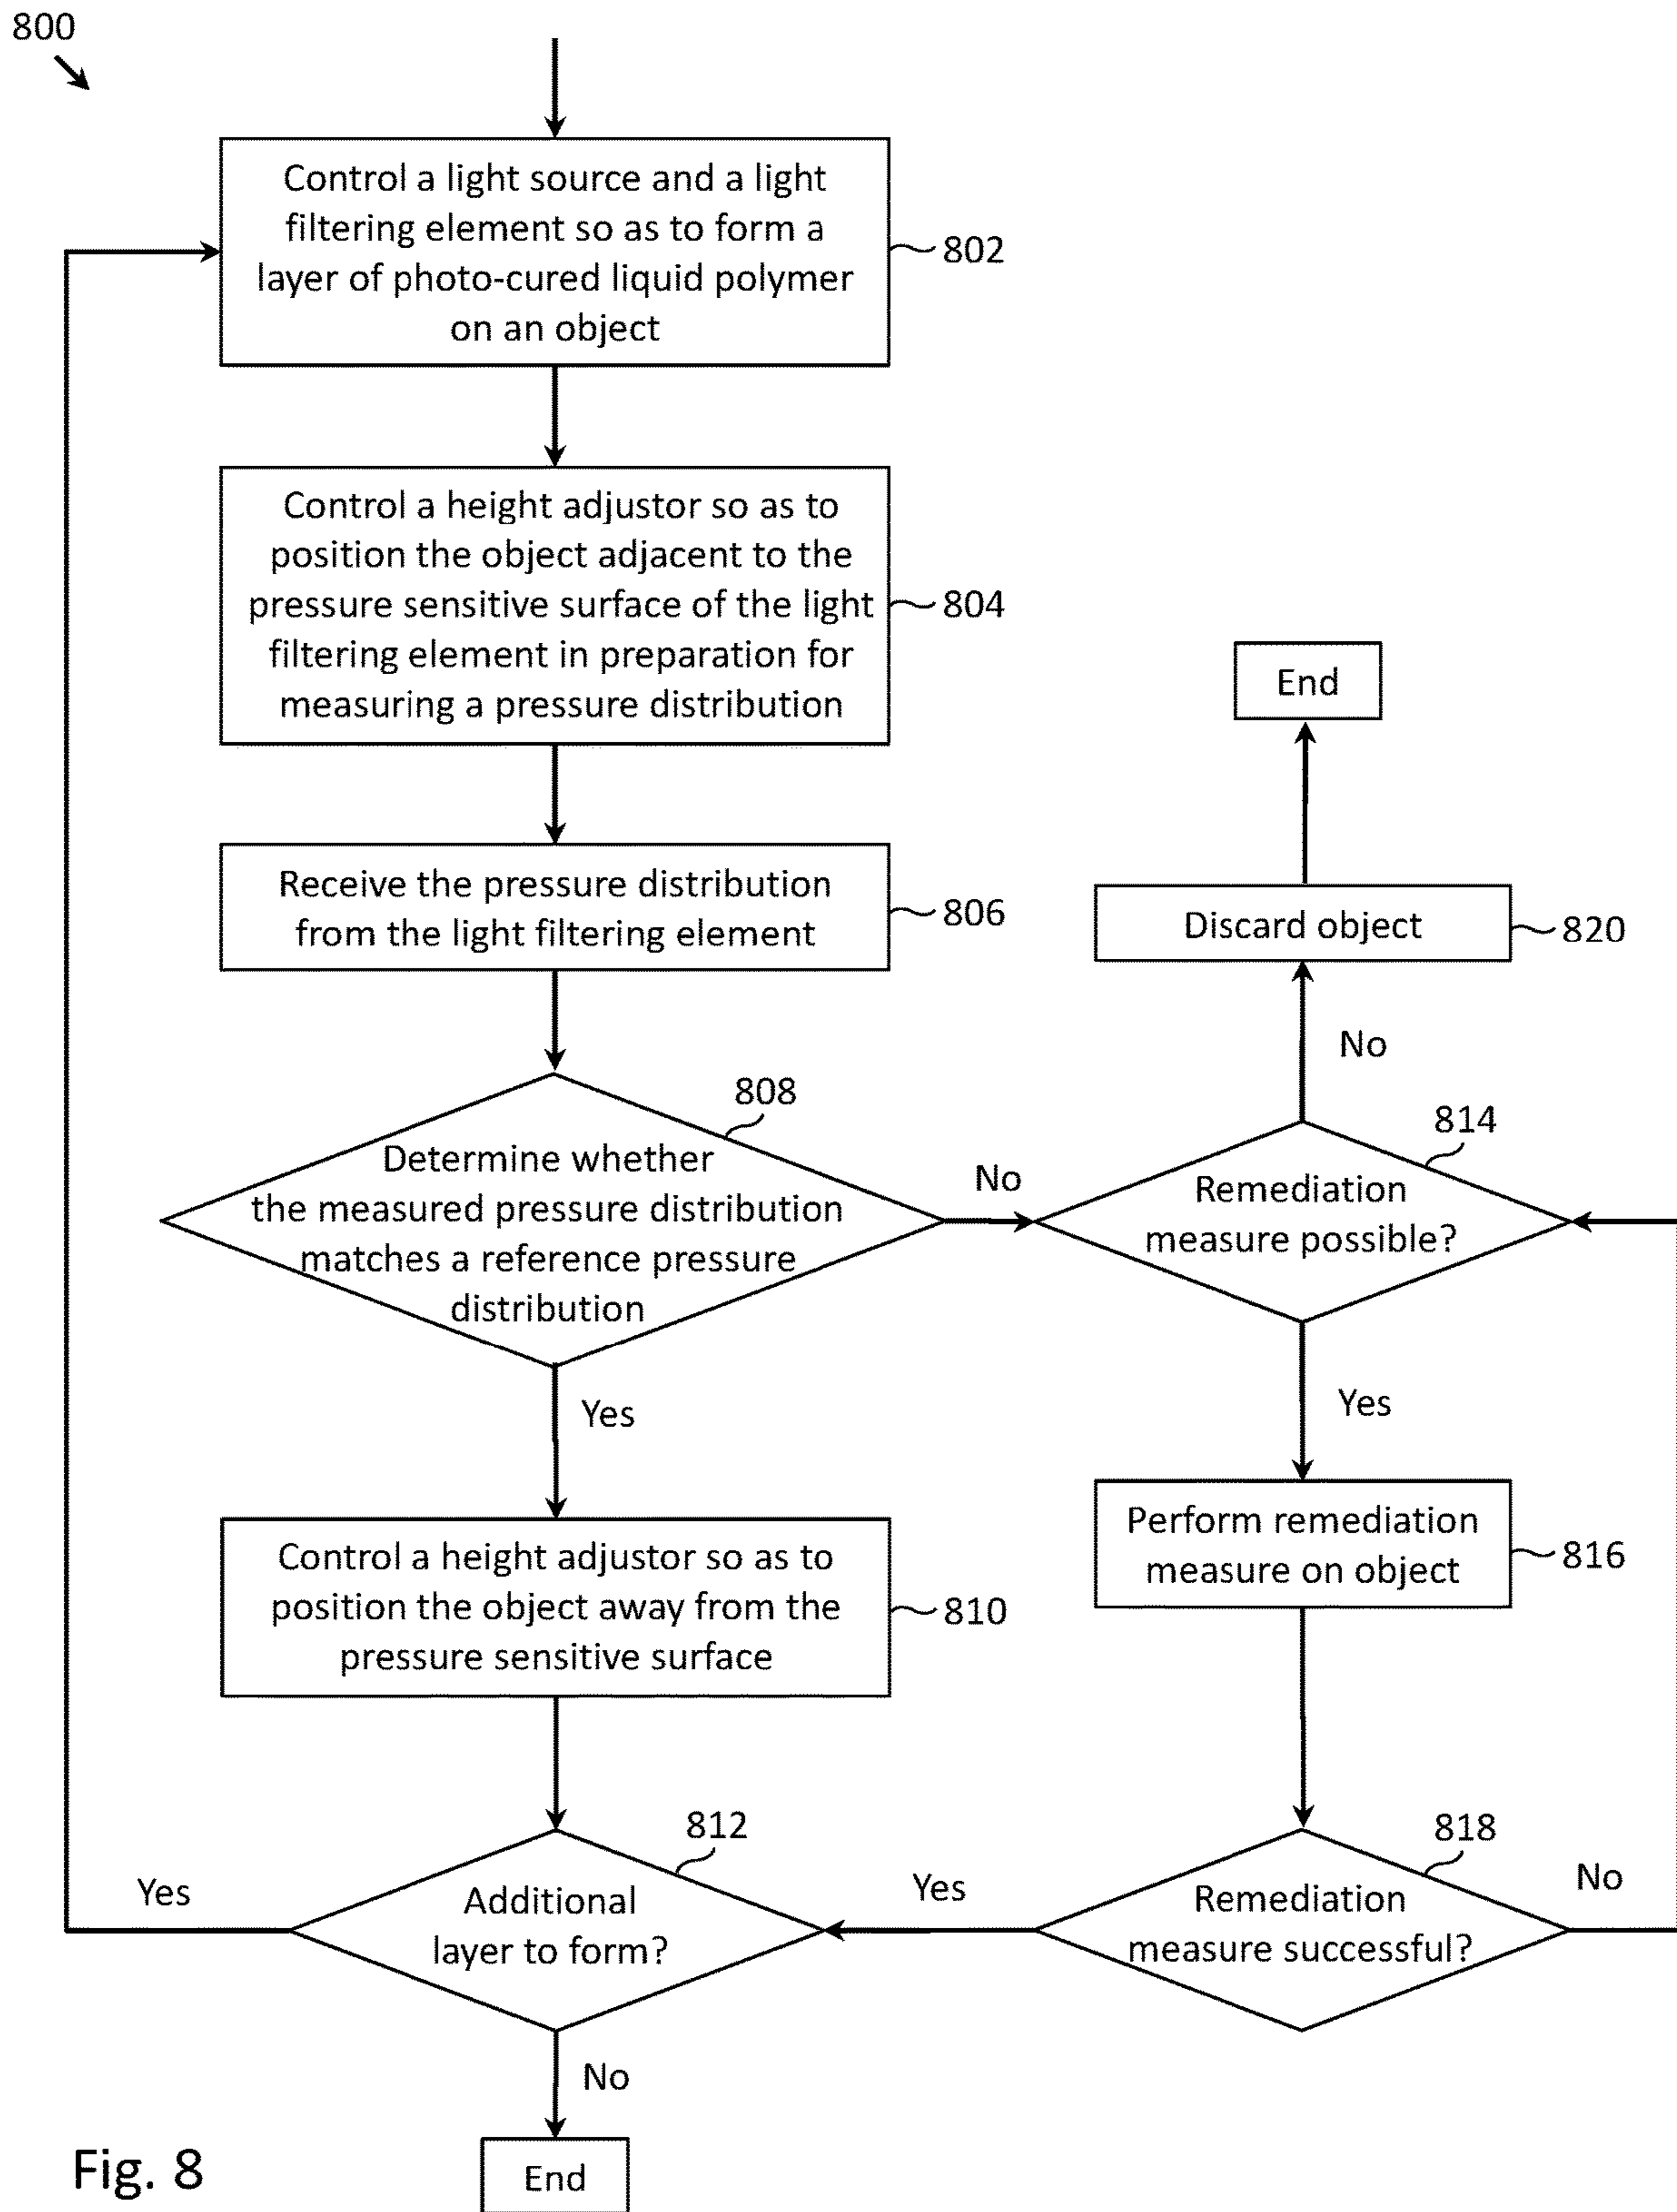 800
Control a light source and a light
filtering element so as to form a
layer of photo-cured liquid polymer
on an object
802
Control a height adjustor so as to
position the object adjacent to the
pressure sensitive surface of the light
filtering element in preparation for
measuring a pressure distribution
804
Receive the pressure distribution
from the light filtering element
806
808
Determine whether
the measured pressure distribution
matches a reference pressure
distribution
No
Yes
Control a height adjustor so as to
position the object away from the
pressure sensitive surface
810
812
Additional
layer to form?
Yes
No
End
End
Discard object
820
No
814
Remediation
measure possible?
Yes
Perform remediation
measure on object
816
818
Remediation
measure successful?
Yes
No
Fig. 8